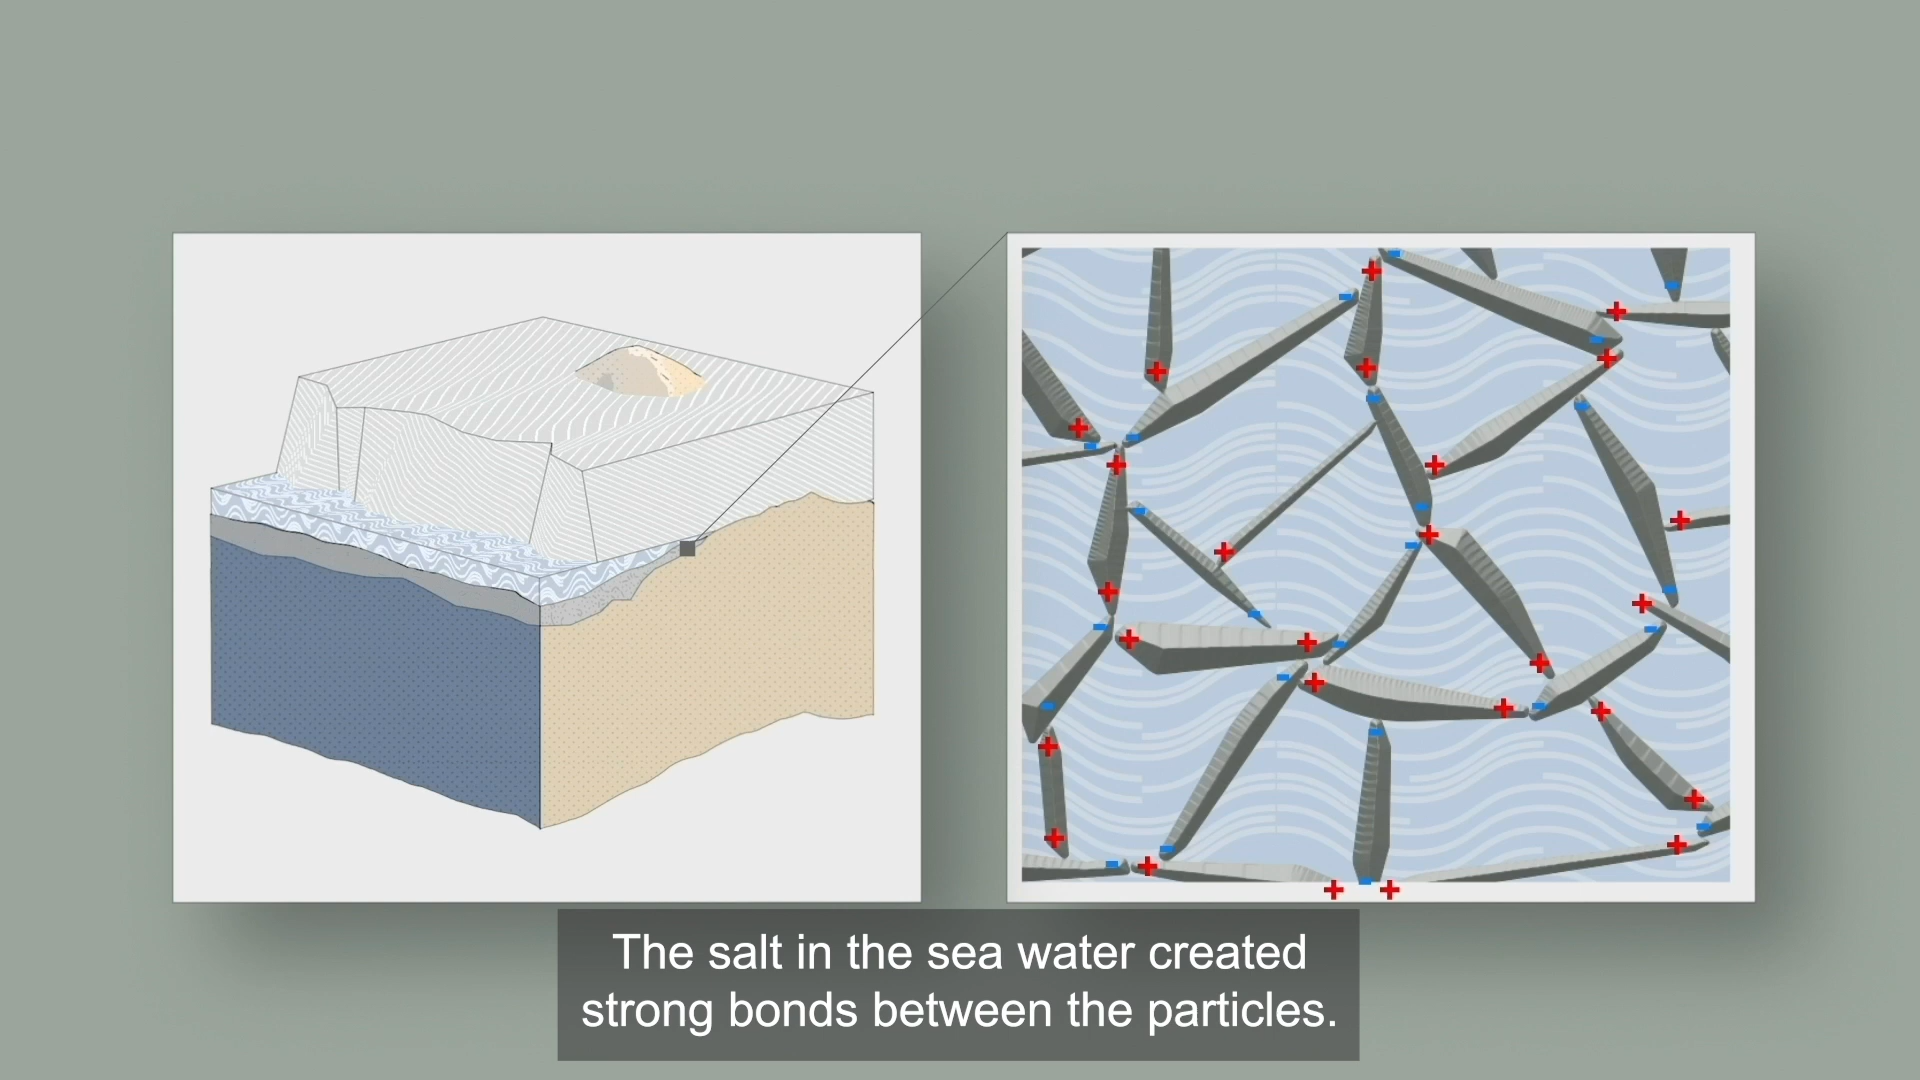 The salt in the sea water created
strong bonds between the particles.